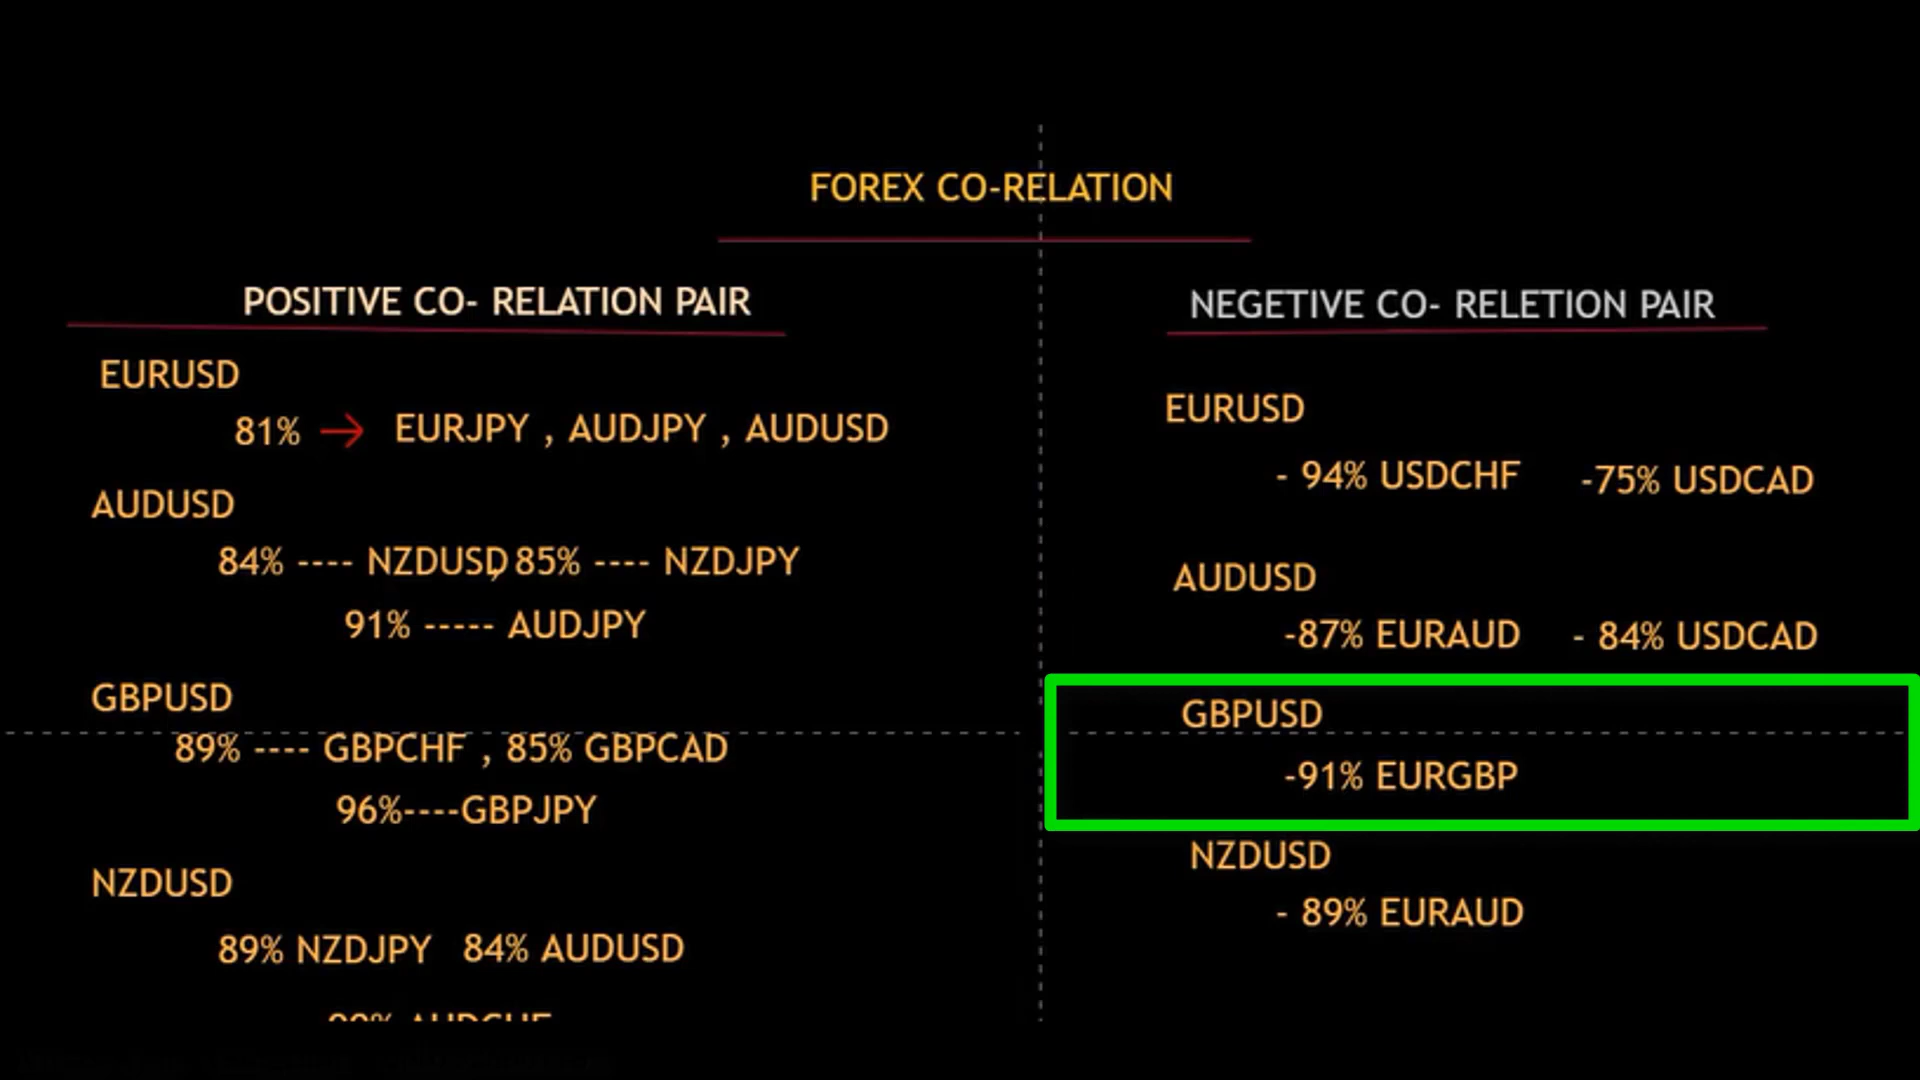 FOREX CO-RELATION
POSITIVE CO- RELATION PAIR
EURUSD
81% → EURJPY , AUDJPY , AUDUSD
AUDUSD
84% ---- NZDUSD, 85% ---- NZDJPY
91% ----- AUDJPY
GBPUSD
89% ---- GBPCHF , 85% GBPCAD
96%----GBPJPY
NZDUSD
89% NZDJPY 84% AUDUSD
NEGETIVE CO- RELETION PAIR
EURUSD
- 94% USDCHF -75% USDCAD
AUDUSD
-87% EURAUD - 84% USDCAD
GBPUSD
-91% EURGBP
NZDUSD
- 89% EURAUD